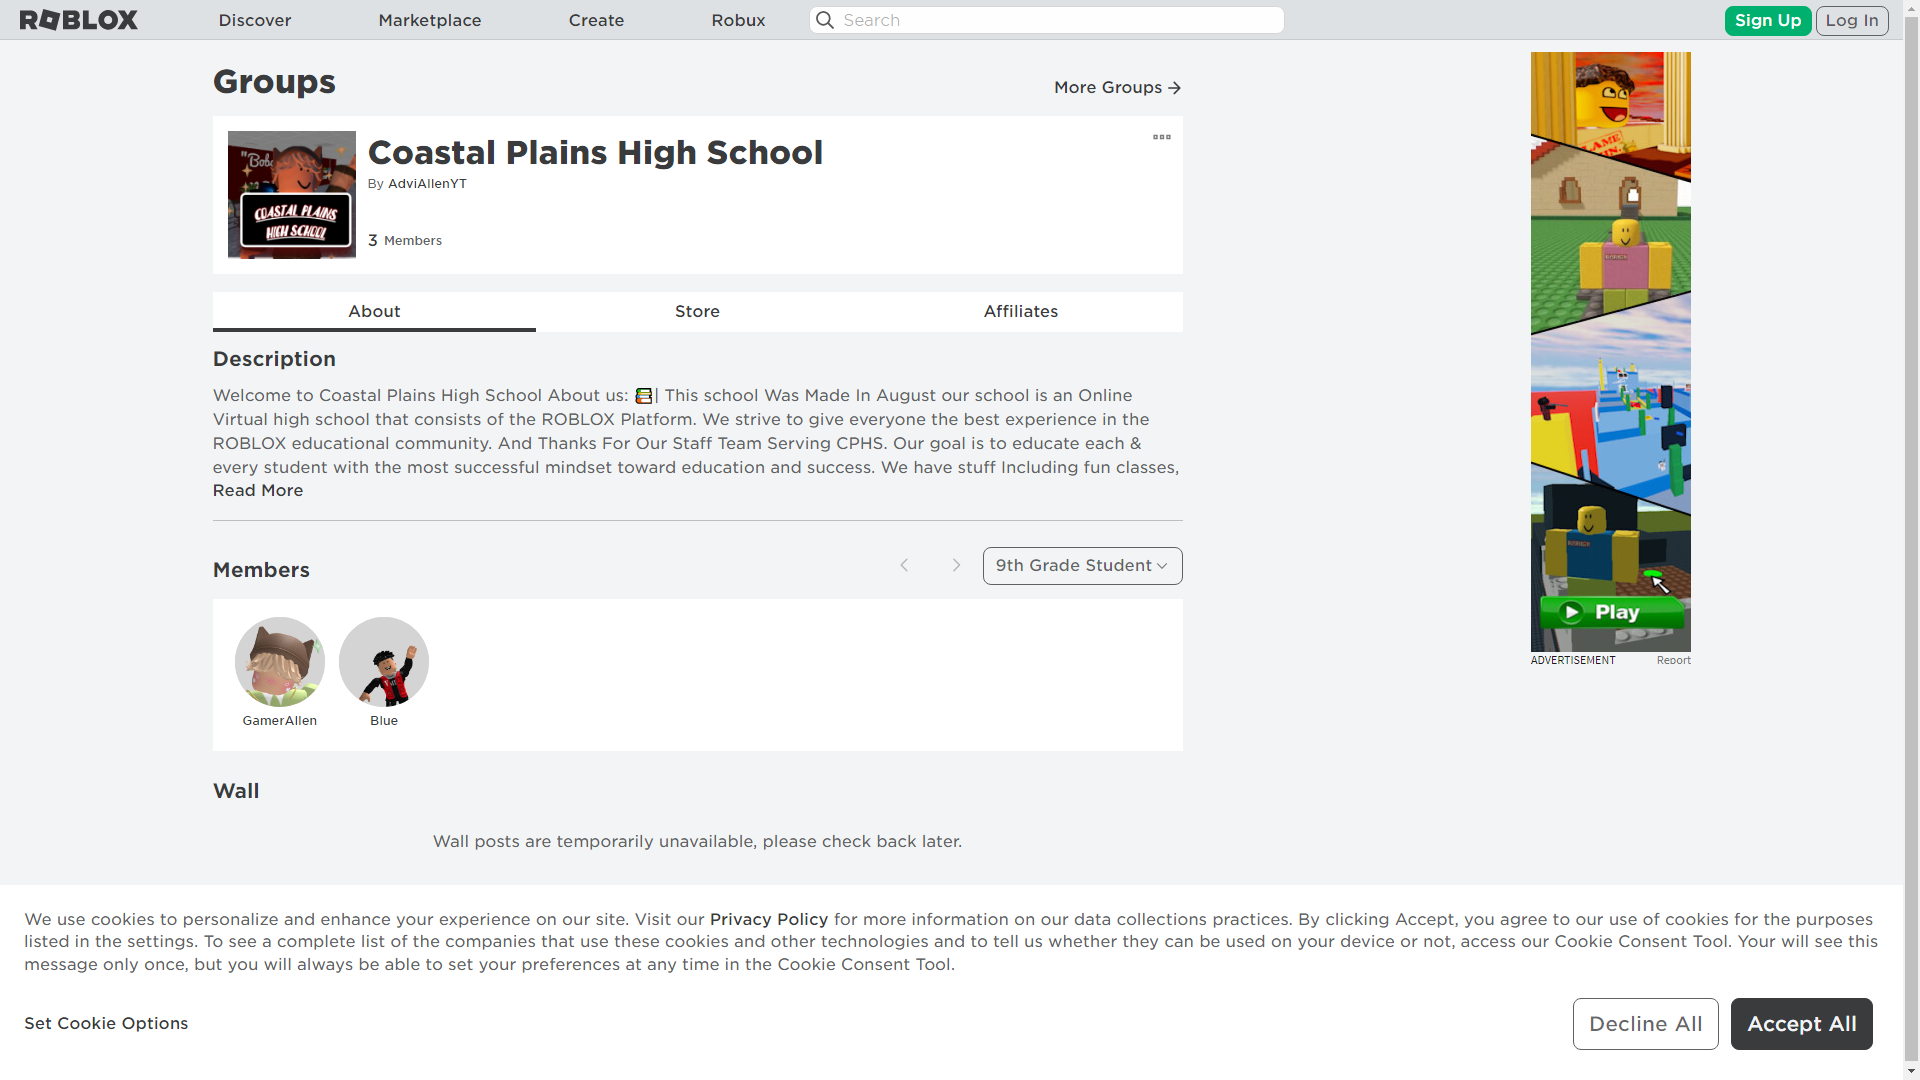 ROBLOX
Discover
Marketplace
Create
Robux
Search
Sign Up
Log In
Groups
More Groups
"Bobc
COASTAL PLAINS
HIGH SCHOOL
Coastal Plains High School
By AdviAllenYT
3 Members
About
Store
Affiliates
Description
Welcome to Coastal Plains High School About us: 📚| This school Was Made In August our school is an Online
Virtual high school that consists of the ROBLOX Platform. We strive to give everyone the best experience in the
ROBLOX educational community. And Thanks For Our Staff Team Serving CPHS. Our goal is to educate each &
every student with the most successful mindset toward education and success. We have stuff Including fun classes,
Read More
Members
9th Grade Student
GamerAllen
Blue
Wall
Wall posts are temporarily unavailable, please check back later.
Play
ADVERTISEMENT
Report
We use cookies to personalize and enhance your experience on our site. Visit our Privacy Policy for more information on our data collections practices. By clicking Accept, you agree to our use of cookies for the purposes
listed in the settings. To see a complete list of the companies that use these cookies and other technologies and to tell us whether they can be used on your device or not, access our Cookie Consent Tool. Your will see this
message only once, but you will always be able to set your preferences at any time in the Cookie Consent Tool.
Set Cookie Options
Decline All
Accept All